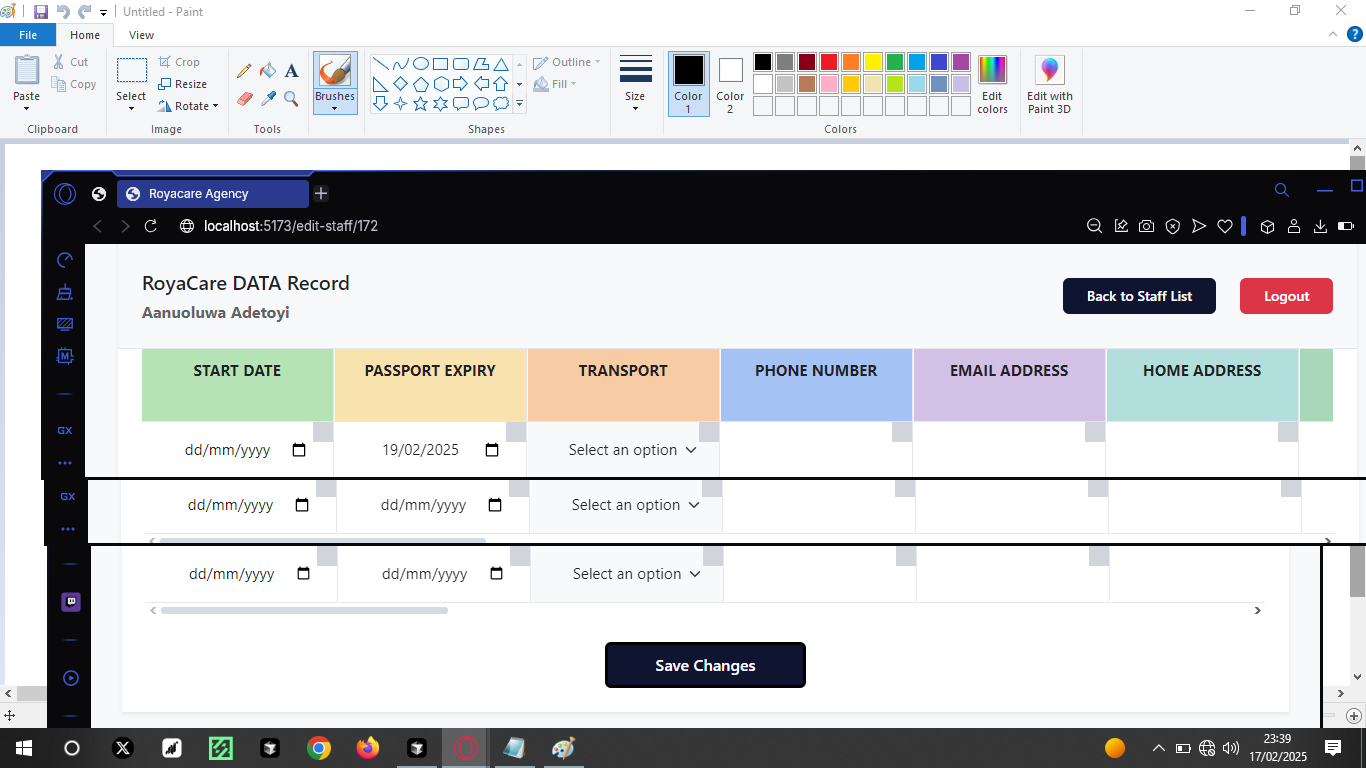 Untitled - Paint
File Home View
Paste Cut Copy Clipboard
Select Crop Resize Rotate Image
A Tools
Brushes
Outline Fill Shapes
Size
Color 1 Color 2 Edit colors Colors
Edit with Paint 3D
Royacare Agency
localhost:5173/edit-staff/172
RoyaCare DATA Record
Aanuoluwa Adetoyi
Back to Staff List Logout
START DATE PASSPORT EXPIRY TRANSPORT PHONE NUMBER EMAIL ADDRESS HOME ADDRESS
dd/mm/yyyy 19/02/2025 Select an option
GX
dd/mm/yyyy dd/mm/yyyy Select an option
GX
dd/mm/yyyy dd/mm/yyyy Select an option
Save Changes
23:39
17/02/2025